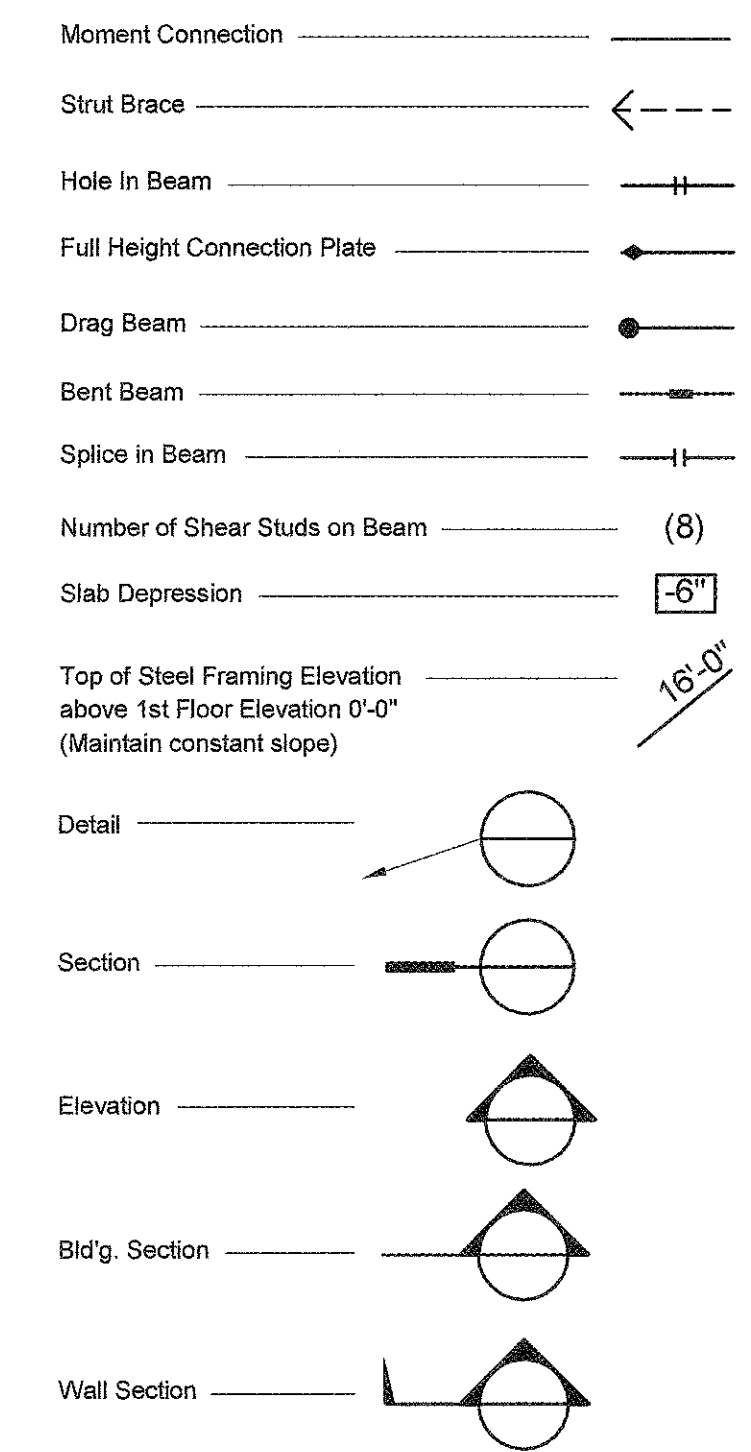 Moment Connection
Strut Brace
Hole In Beam
Full Height Connection Plate
Drag Beam
Bent Beam
Splice in Beam
Number of Shear Studs on Beam (8)
Slab Depression -6"
Top of Steel Framing Elevation 16'-0"
above 1st Floor Elevation 0'-0"
(Maintain constant slope)
Detail
Section
Elevation
Bld'g. Section
Wall Section